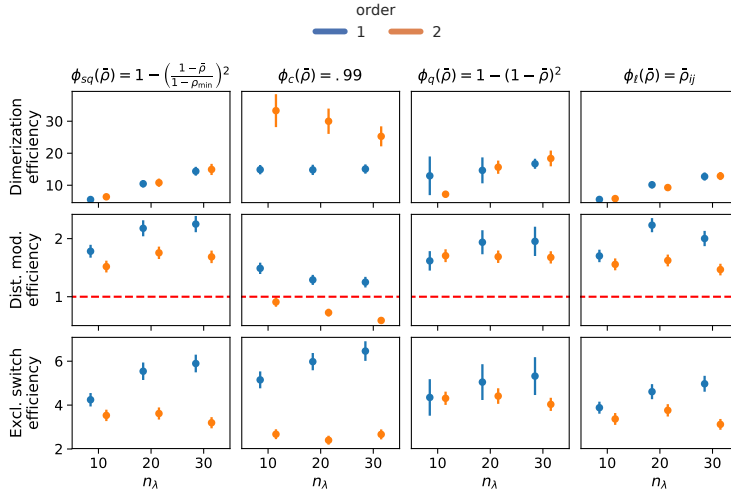 order
1 2
ϕ_sq(ρ̄) = 1 − ((1−ρ̄)/(1−ρ_min))²
ϕ_c(ρ̄) = .99
ϕ_q(ρ̄) = 1 − (1 − ρ̄)²
ϕ_ℓ(ρ̄) = ρ̄_ij
Dimerization
efficiency
30
20
10
Dist. mod.
efficiency
2
1
Excl. switch
efficiency
6
4
2
10 20 30
10 20 30
10 20 30
10 20 30
n_λ
n_λ
n_λ
n_λ